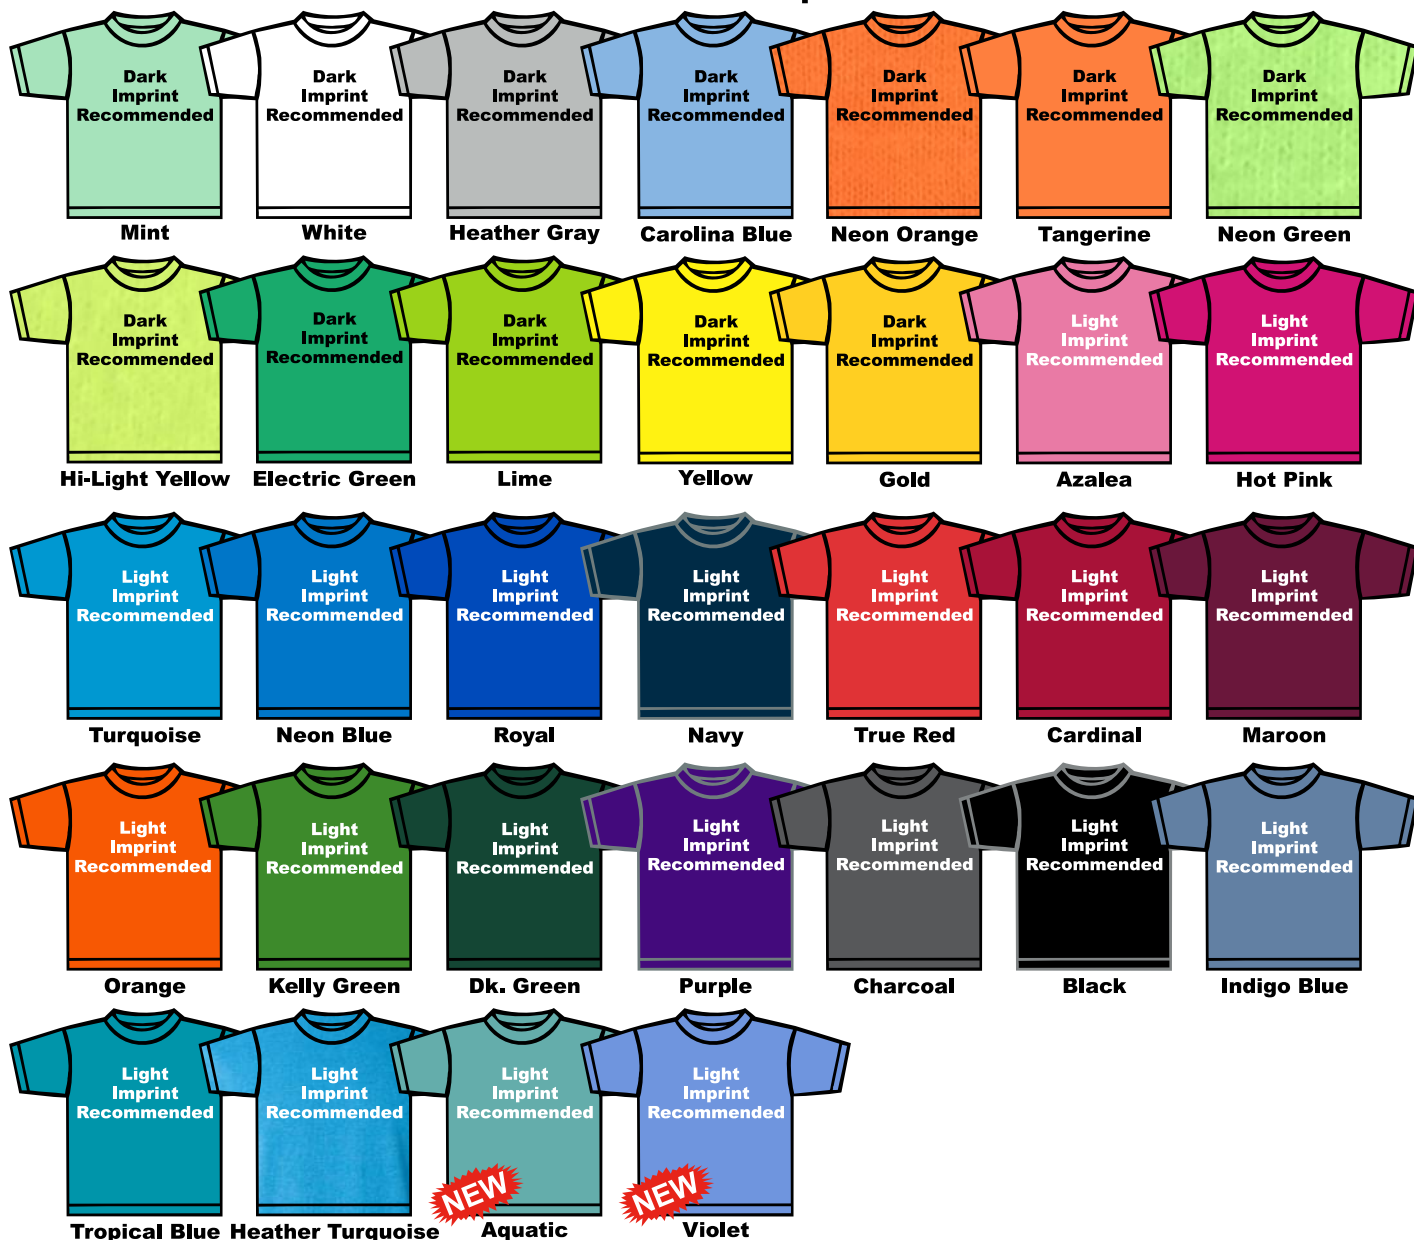 Dark
Imprint
Recommended
Mint
Dark
Imprint
Recommended
White
Dark
Imprint
Recommended
Heather Gray
Dark
Imprint
Recommended
Carolina Blue
Dark
Imprint
Recommended
Neon Orange
Dark
Imprint
Recommended
Tangerine
Dark
Imprint
Recommended
Neon Green
Dark
Imprint
Recommended
Hi-Light Yellow
Dark
Imprint
Recommended
Electric Green
Dark
Imprint
Recommended
Lime
Dark
Imprint
Recommended
Yellow
Dark
Imprint
Recommended
Gold
Light
Imprint
Recommended
Azalea
Light
Imprint
Recommended
Hot Pink
Light
Imprint
Recommended
Turquoise
Light
Imprint
Recommended
Neon Blue
Light
Imprint
Recommended
Royal
Light
Imprint
Recommended
Navy
Light
Imprint
Recommended
True Red
Light
Imprint
Recommended
Cardinal
Light
Imprint
Recommended
Maroon
Light
Imprint
Recommended
Orange
Light
Imprint
Recommended
Kelly Green
Light
Imprint
Recommended
Dk. Green
Light
Imprint
Recommended
Purple
Light
Imprint
Recommended
Charcoal
Light
Imprint
Recommended
Black
Light
Imprint
Recommended
Indigo Blue
Light
Imprint
Recommended
Tropical Blue
Light
Imprint
Recommended
Heather Turquoise
Light
Imprint
Recommended
NEW
Aquatic
Light
Imprint
Recommended
NEW
Violet